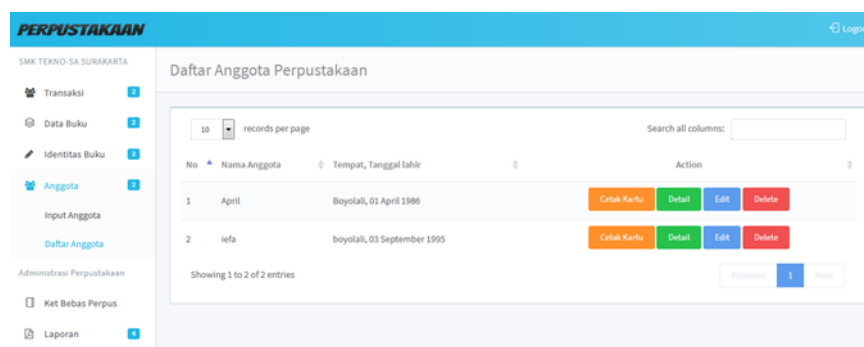 PERPUSTAKAAN
Logou
SMK TEKNO-SA SURAKARTA
Transaksi 2
Data Buku 2
Identitas Buku 2
Anggota 2
Input Anggota
Daftar Anggota
Administrasi Perpustakaan
Ket Bebas Perpus
Laporan 4
Daftar Anggota Perpustakaan
10 records per page Search all columns:
No Nama Anggota Tempat, Tanggal lahir Action
1 April Boyolali, 01 April 1986 Cetak Kartu Detail Edit Delete
2 iefa boyolali, 03 September 1995 Cetak Kartu Detail Edit Delete
Showing 1 to 2 of 2 entries Previous 1 Next